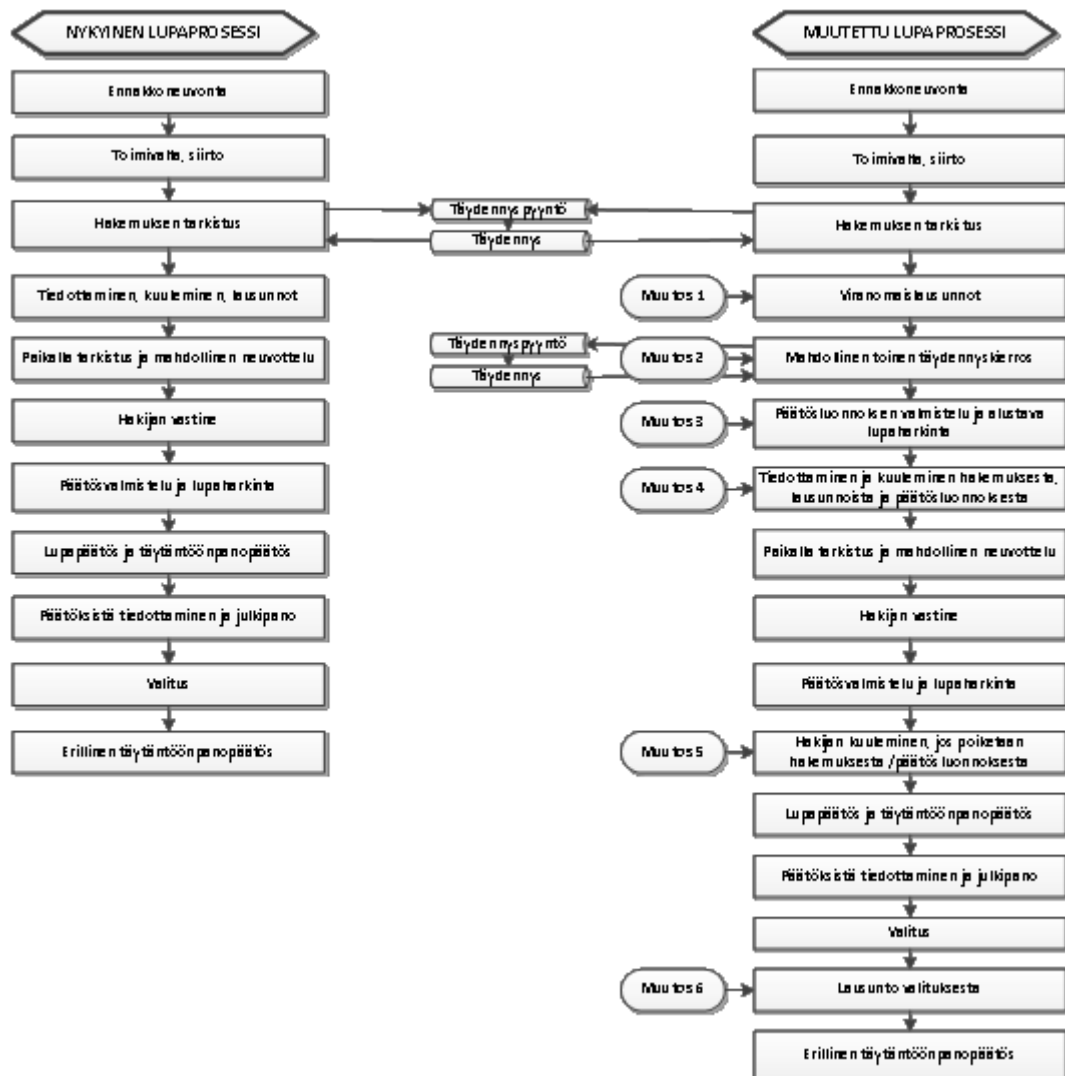 NYKYINEN LUPAPROSESSI
Ennakkoneuvonta
Toimivalta, siirto
Hakemuksen tarkistus
Tiedottaminen, kuuleminen, lausunnot
Paikalla tarkistus ja mahdollinen neuvottelu
Hakijan vastine
Päätösvalmistelu ja lupaharkinta
Lupapäätös ja täytäntöönpanopäätös
Päätöksistä tiedottaminen ja julkipano
Valitus
Erillinen täytäntöönpanopäätös
Täydennyspyyntö
Täydennys
Täydennyspyyntö
Täydennys
MUUTETTU LUPAPROSESSI
Ennakkoneuvonta
Toimivalta, siirto
Hakemuksen tarkistus
Muutos 1
Viranomaislausunnot
Muutos 2
Mahdollinen toinen täydennyskierros
Muutos 3
Päätösluonnoksen valmistelu ja alustava
lupaharkinta
Muutos 4
Tiedottaminen ja kuuleminen hakemuksesta,
lausunnoista ja päätösluonnoksesta
Paikalla tarkistus ja mahdollinen neuvottelu
Hakijan vastine
Päätösvalmistelu ja lupaharkinta
Muutos 5
Hakijan kuuleminen, jos poiketaan
hakemuksesta /päätösluonnoksesta
Lupapäätös ja täytäntöönpanopäätös
Päätöksistä tiedottaminen ja julkipano
Valitus
Muutos 6
Lausunto valituksesta
Erillinen täytäntöönpanopäätös